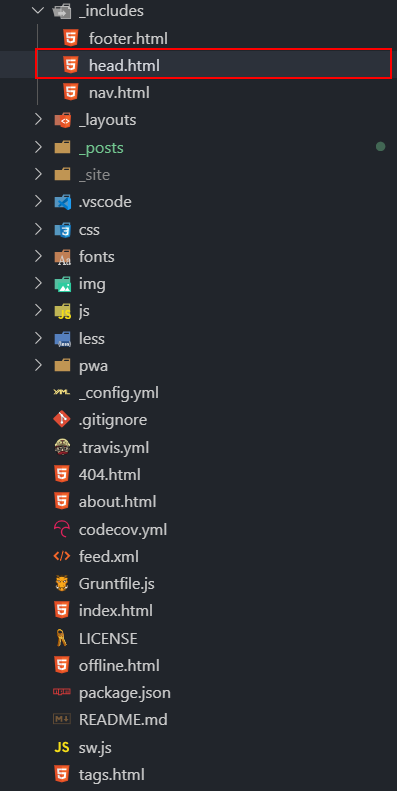 _includes
footer.html
head.html
nav.html
_layouts
_posts
_site
.vscode
css
fonts
img
js
less
pwa
_config.yml
.gitignore
.travis.yml
404.html
about.html
codecov.yml
feed.xml
Gruntfile.js
index.html
LICENSE
offline.html
package.json
README.md
JS sw.js
tags.html